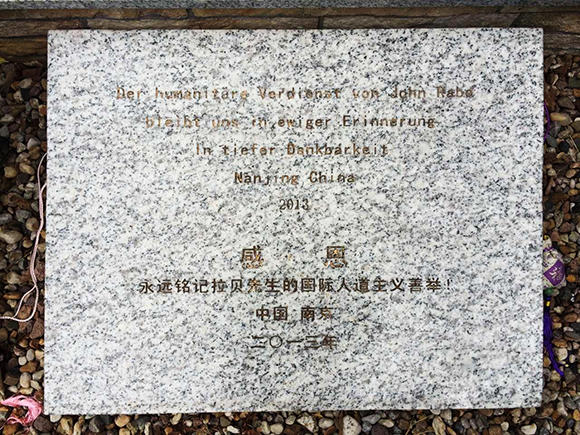 Der humanitäre Verdienst von John Rabe
bleibt uns in ewiger Erinnerung
In tiefer Dankbarkeit
Nanjing China
2013
感 恩
永远铭记拉贝先生的国际人道主义善举！
中国 南京
二〇一三年